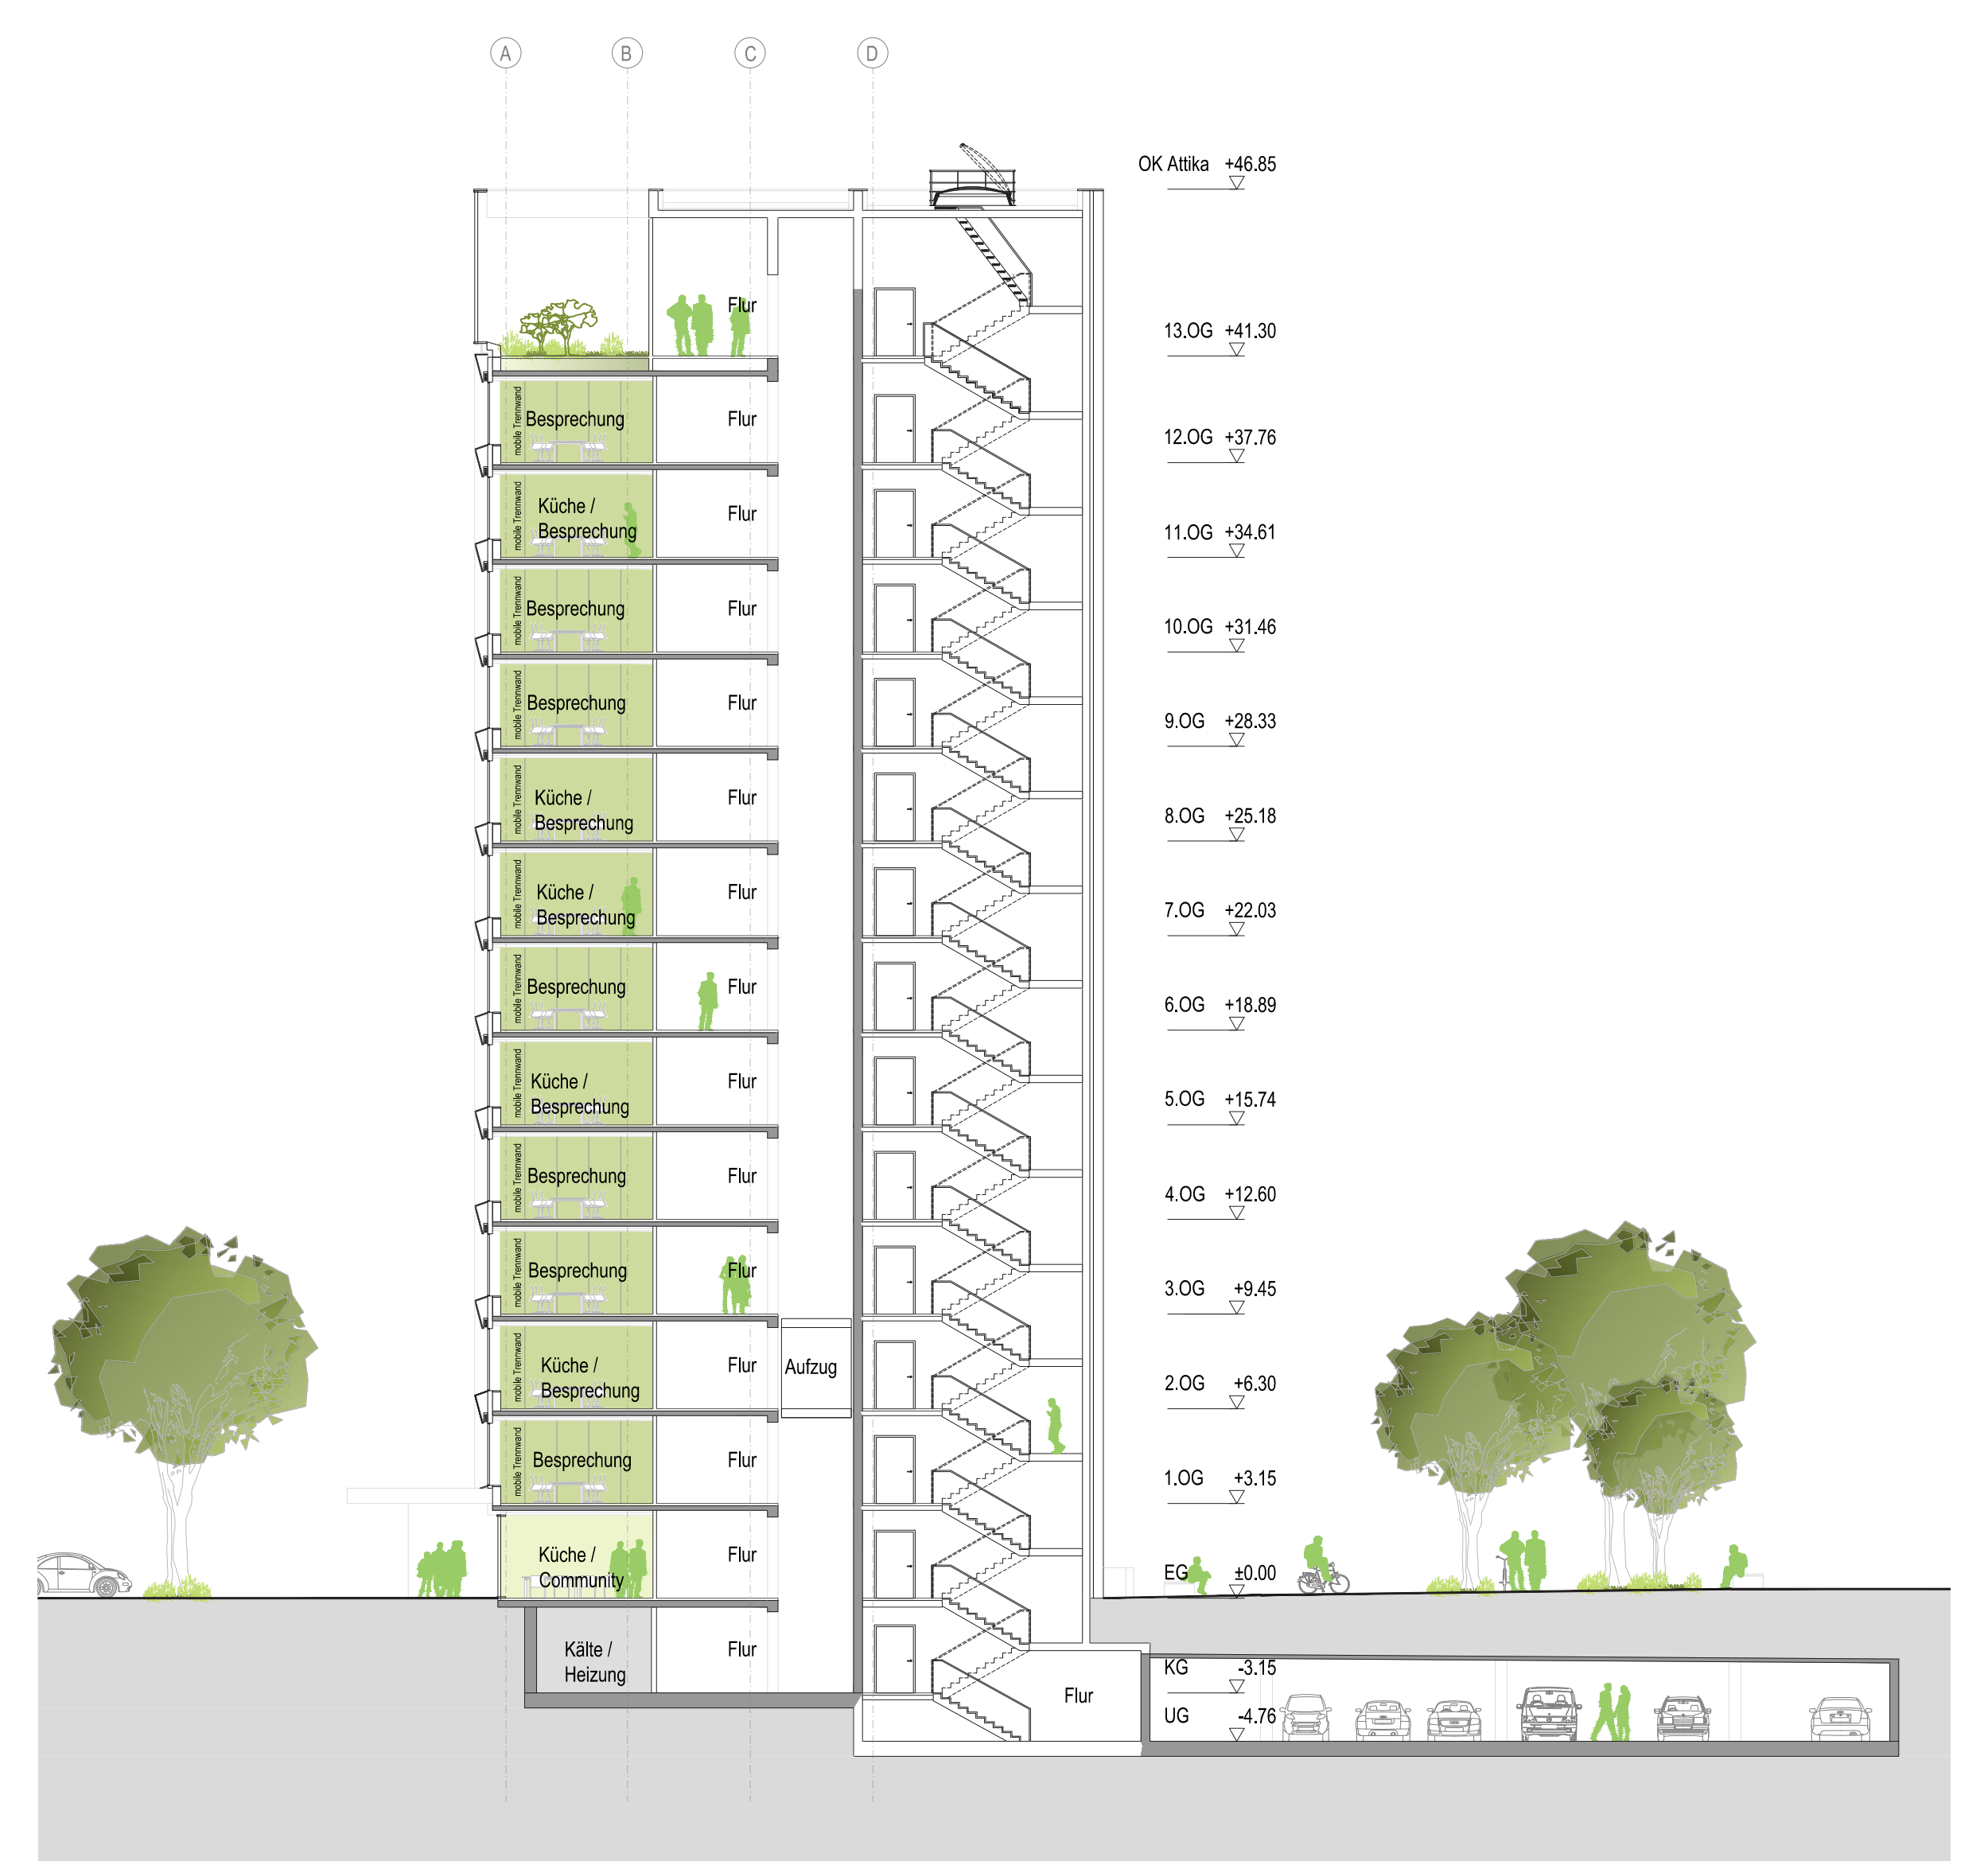 A B C D
OK Attika +46.85
Flur
13.OG +41.30
mobile Trennwand
Besprechung
Flur
12.OG +37.76
mobile Trennwand
Küche /
Besprechung
Flur
11.OG +34.61
mobile Trennwand
Besprechung
Flur
10.OG +31.46
mobile Trennwand
Besprechung
Flur
9.OG +28.33
mobile Trennwand
Küche /
Besprechung
Flur
8.OG +25.18
mobile Trennwand
Küche /
Besprechung
Flur
7.OG +22.03
mobile Trennwand
Besprechung
Flur
6.OG +18.89
mobile Trennwand
Küche /
Besprechung
Flur
5.OG +15.74
mobile Trennwand
Besprechung
Flur
4.OG +12.60
mobile Trennwand
Besprechung
Flur
3.OG +9.45
mobile Trennwand
Küche /
Besprechung
Flur
Aufzug
2.OG +6.30
mobile Trennwand
Besprechung
Flur
1.OG +3.15
Küche /
Community
Flur
EG ±0.00
Kälte /
Heizung
Flur
KG -3.15
Flur
UG -4.76